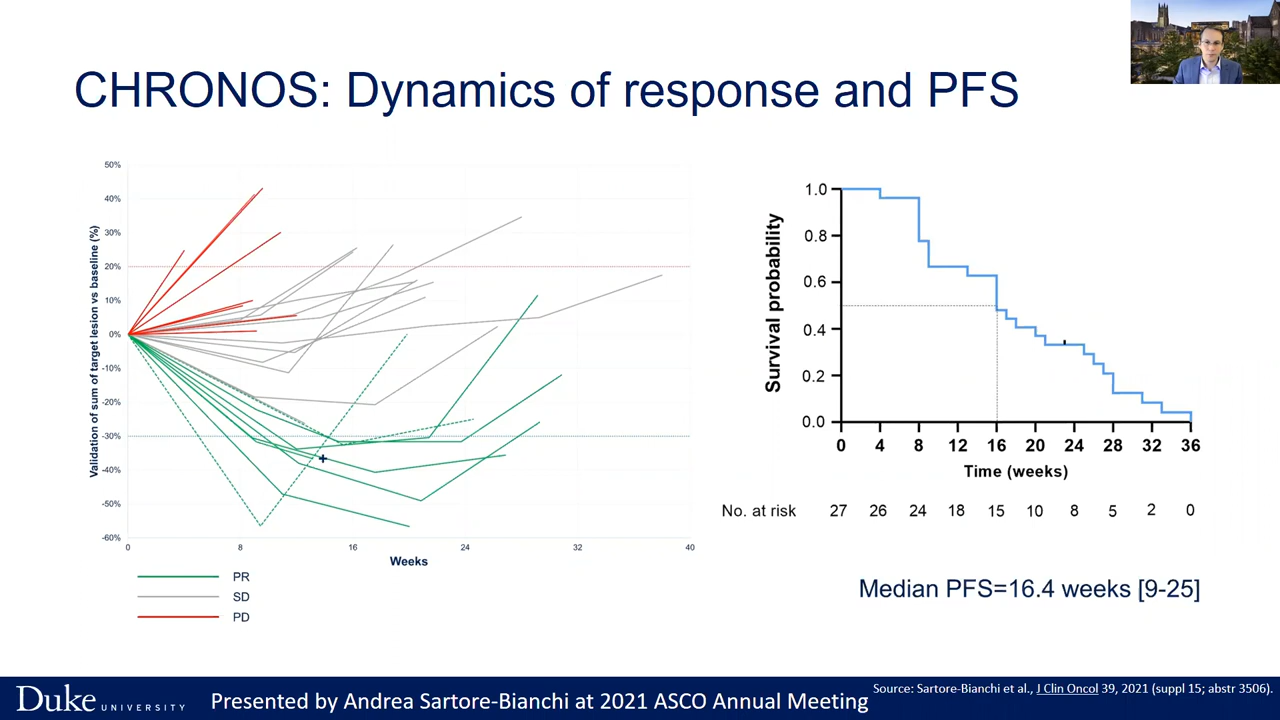 CHRONOS: Dynamics of response and PFS
Validation of sum of target lesion vs baseline (%)
50%
40%
30%
20%
10%
0%
-10%
-20%
-30%
-40%
-50%
-60%
0 8 16 24 32 40
Weeks
PR
SD
PD
Survival probability
1.0
0.8
0.6
0.4
0.2
0.0
0 4 8 12 16 20 24 28 32 36
Time (weeks)
No. at risk 27 26 24 18 15 10 8 5 2 0
Median PFS=16.4 weeks [9-25]
Duke UNIVERSITY
Presented by Andrea Sartore-Bianchi at 2021 ASCO Annual Meeting
Source: Sartore-Bianchi et al., J Clin Oncol 39, 2021 (suppl 15; abstr 3506).